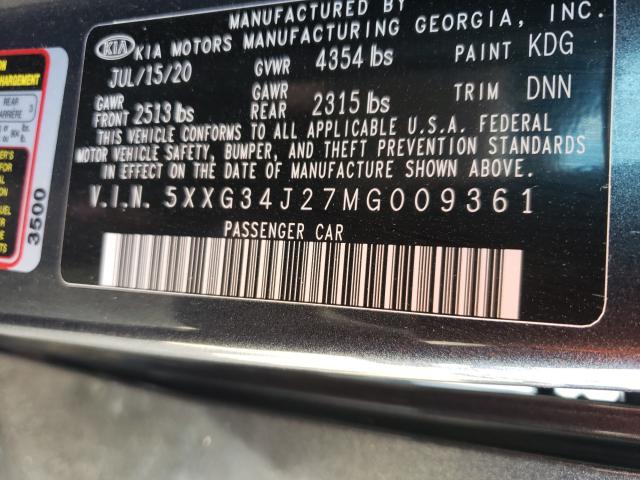 MANUFACTURED BY
KIA KIA MOTORS MANUFACTURING GEORGIA, INC.
JUL/15/20 GVWR 4354 lbs PAINT KDG
GAWR FRONT 2513 lbs GAWR REAR 2315 lbs TRIM DNN
THIS VEHICLE CONFORMS TO ALL APPLICABLE U.S.A. FEDERAL
MOTOR VEHICLE SAFETY, BUMPER, AND THEFT PREVENTION STANDARDS
IN EFFECT ON THE DATE OF MANUFACTURE SHOWN ABOVE.
V.I.N. 5XXG34J27MG009361
PASSENGER CAR
REAR
3500